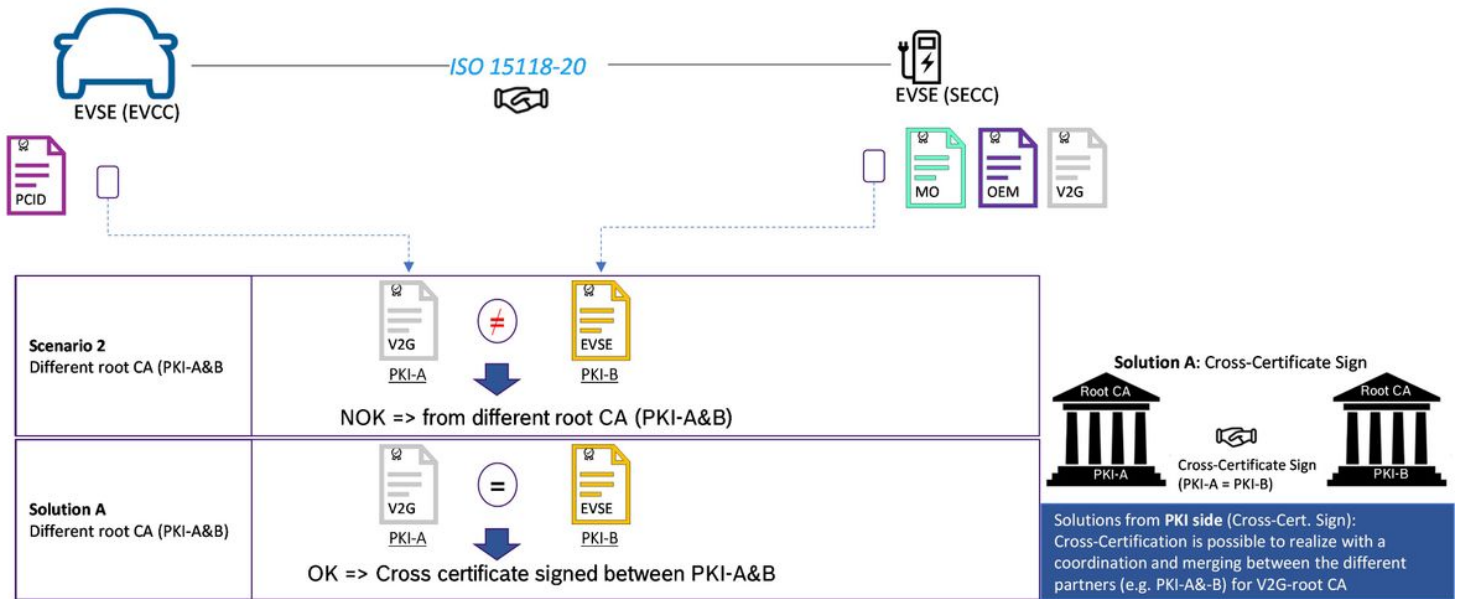 ISO 15118-20
EVSE (EVCC)
EVSE (SECC)
PCID
MO
OEM
V2G
Scenario 2
Different root CA (PKI-A&B
V2G
PKI-A
≠
EVSE
PKI-B
NOK => from different root CA (PKI-A&B)
Solution A
Different root CA (PKI-A&B)
V2G
PKI-A
=
EVSE
PKI-B
OK => Cross certificate signed between PKI-A&B
Solution A: Cross-Certificate Sign
Root CA
PKI-A
Cross-Certificate Sign
(PKI-A = PKI-B)
Root CA
PKI-B
Solutions from PKI side (Cross-Cert. Sign):
Cross-Certification is possible to realize with a
coordination and merging between the different
partners (e.g. PKI-A&-B) for V2G-root CA